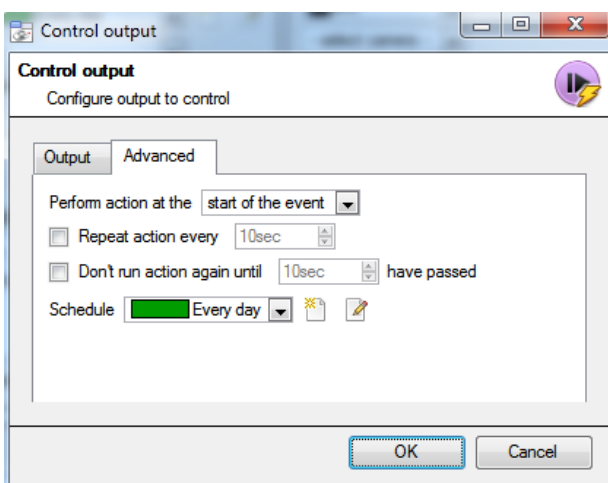 Control output
Control output
Configure output to control
Output Advanced
Perform action at the start of the event
Repeat action every 10sec
Don't run action again until 10sec have passed
Schedule Every day
OK Cancel